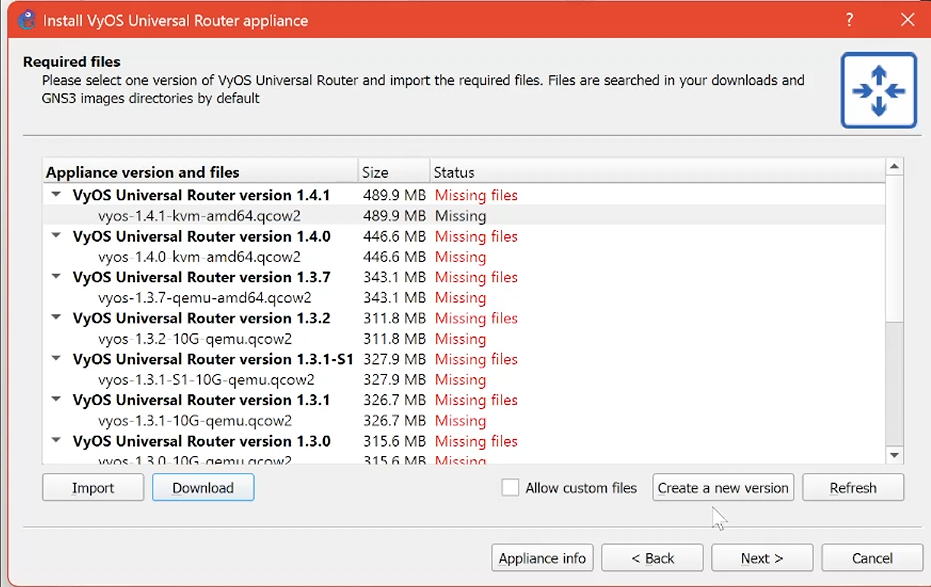 Install VyOS Universal Router appliance
?
Required files
Please select one version of VyOS Universal Router and import the required files. Files are searched in your downloads and
GNS3 images directories by default
Appliance version and files Size Status
VyOS Universal Router version 1.4.1 489.9 MB Missing files
vyos-1.4.1-kvm-amd64.qcow2 489.9 MB Missing
VyOS Universal Router version 1.4.0 446.6 MB Missing files
vyos-1.4.0-kvm-amd64.qcow2 446.6 MB Missing
VyOS Universal Router version 1.3.7 343.1 MB Missing files
vyos-1.3.7-qemu-amd64.qcow2 343.1 MB Missing
VyOS Universal Router version 1.3.2 311.8 MB Missing files
vyos-1.3.2-10G-qemu.qcow2 311.8 MB Missing
VyOS Universal Router version 1.3.1-S1 327.9 MB Missing files
vyos-1.3.1-S1-10G-qemu.qcow2 327.9 MB Missing
VyOS Universal Router version 1.3.1 326.7 MB Missing files
vyos-1.3.1-10G-qemu.qcow2 326.7 MB Missing
VyOS Universal Router version 1.3.0 315.6 MB Missing files
vyos-1.3.0-10G-qemu.qcow2 315.6 MB Missing
Import Download Allow custom files Create a new version Refresh
Appliance info < Back Next > Cancel